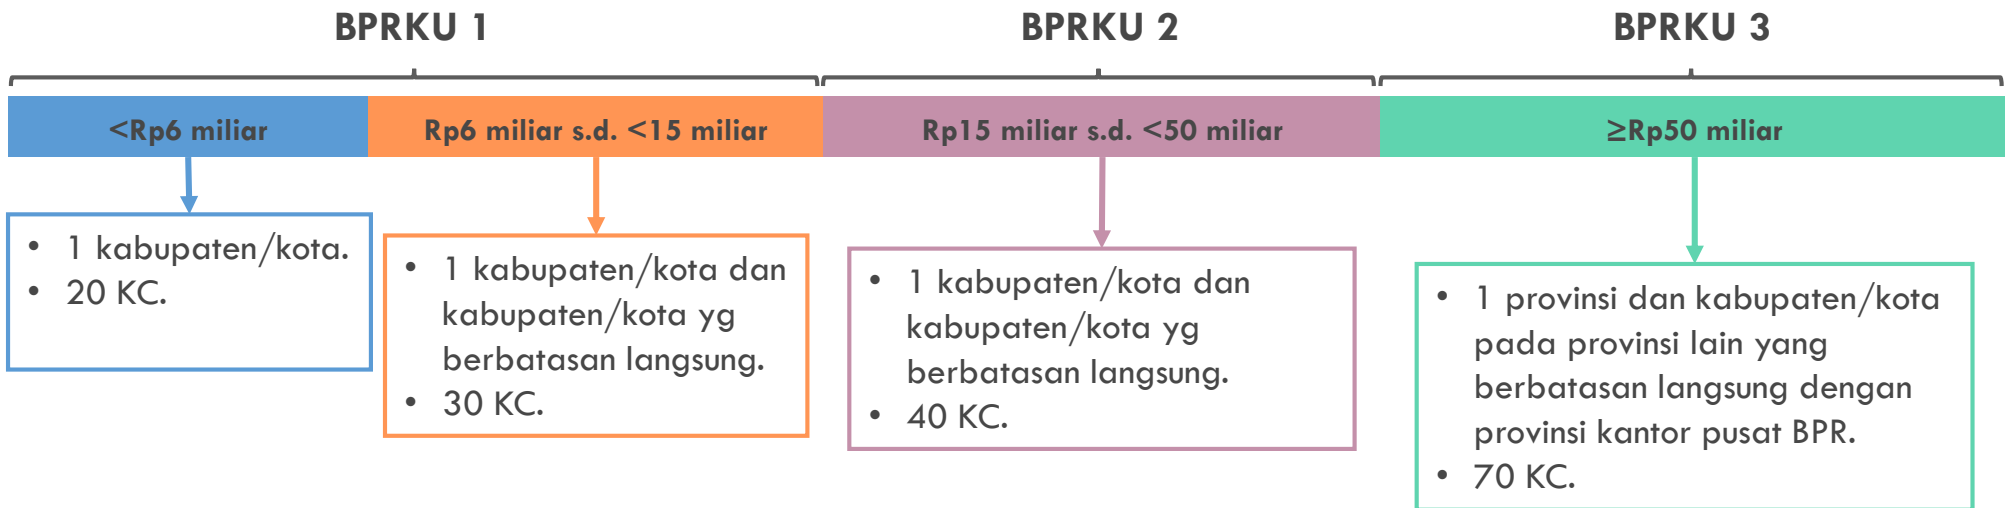 BPRKU 1
BPRKU 2
BPRKU 3
<Rp6 miliar
Rp6 miliar s.d. <15 miliar
Rp15 miliar s.d. <50 miliar
≥Rp50 miliar
• 1 kabupaten/kota.
• 20 KC.
• 1 kabupaten/kota dan
kabupaten/kota yg
berbatasan langsung.
• 30 KC.
• 1 kabupaten/kota dan
kabupaten/kota yg
berbatasan langsung.
• 40 KC.
• 1 provinsi dan kabupaten/kota
pada provinsi lain yang
berbatasan langsung dengan
provinsi kantor pusat BPR.
• 70 KC.